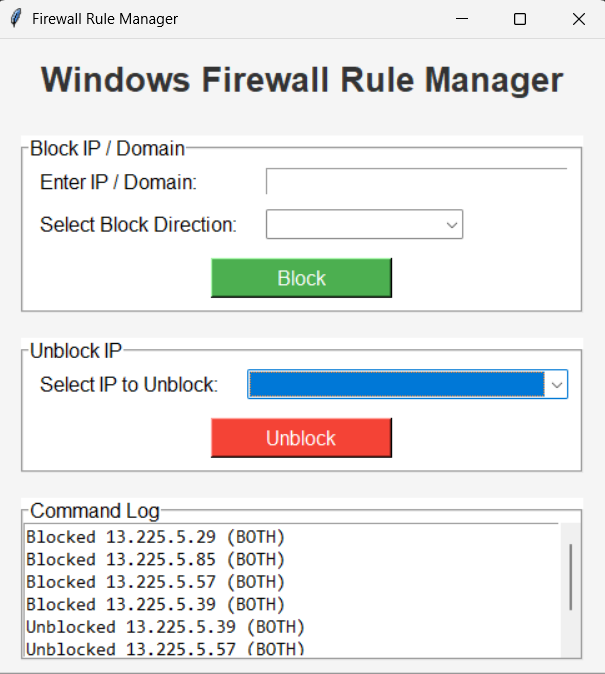 Firewall Rule Manager
Windows Firewall Rule Manager
Block IP / Domain
Enter IP / Domain:
Select Block Direction:
Block
Unblock IP
Select IP to Unblock:
Unblock
Command Log
Blocked 13.225.5.29 (BOTH)
Blocked 13.225.5.85 (BOTH)
Blocked 13.225.5.57 (BOTH)
Blocked 13.225.5.39 (BOTH)
Unblocked 13.225.5.39 (BOTH)
Unblocked 13.225.5.57 (BOTH)